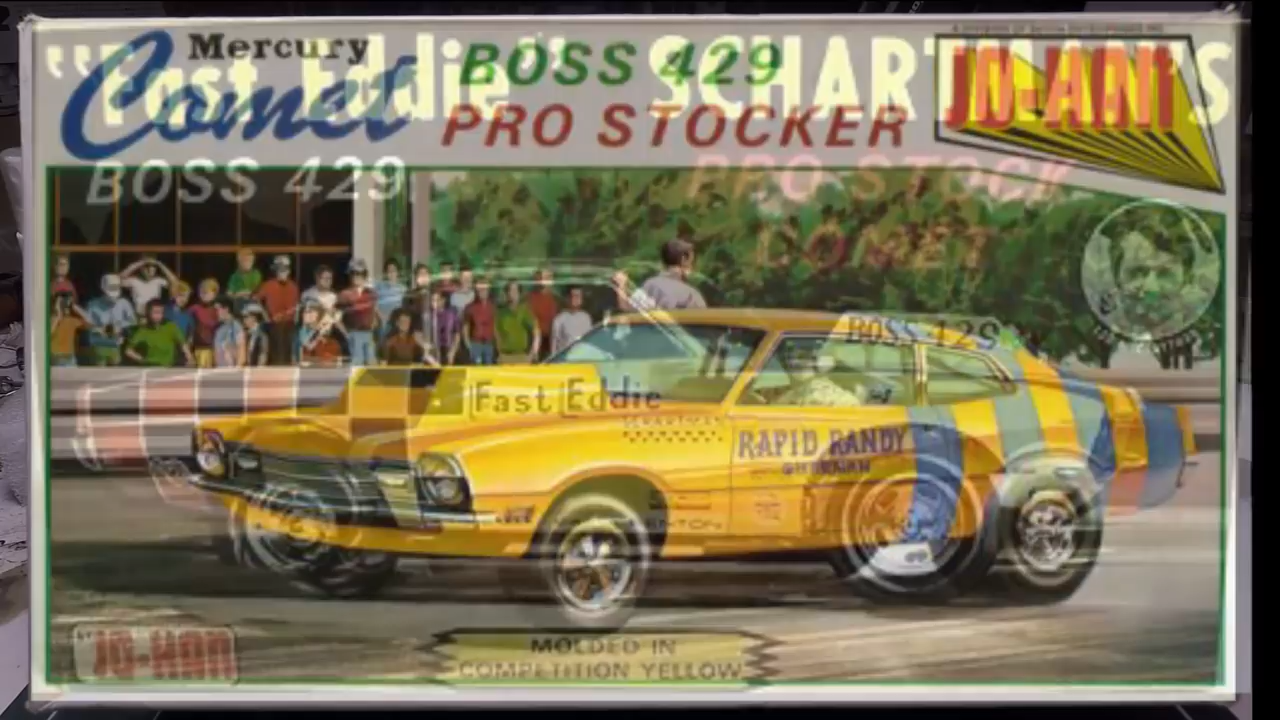 Mercury
Comet
BOSS 429
PRO STOCKER
"Fast Eddie" SCHARTMAN'S
JO-HAN
BOSS 429
PRO STOCK
COMET
BOSS 429
Fast Eddie
SCHARTMAN
RAPID RANDY
JO-HAN
MOLDED IN
COMPETITION YELLOW